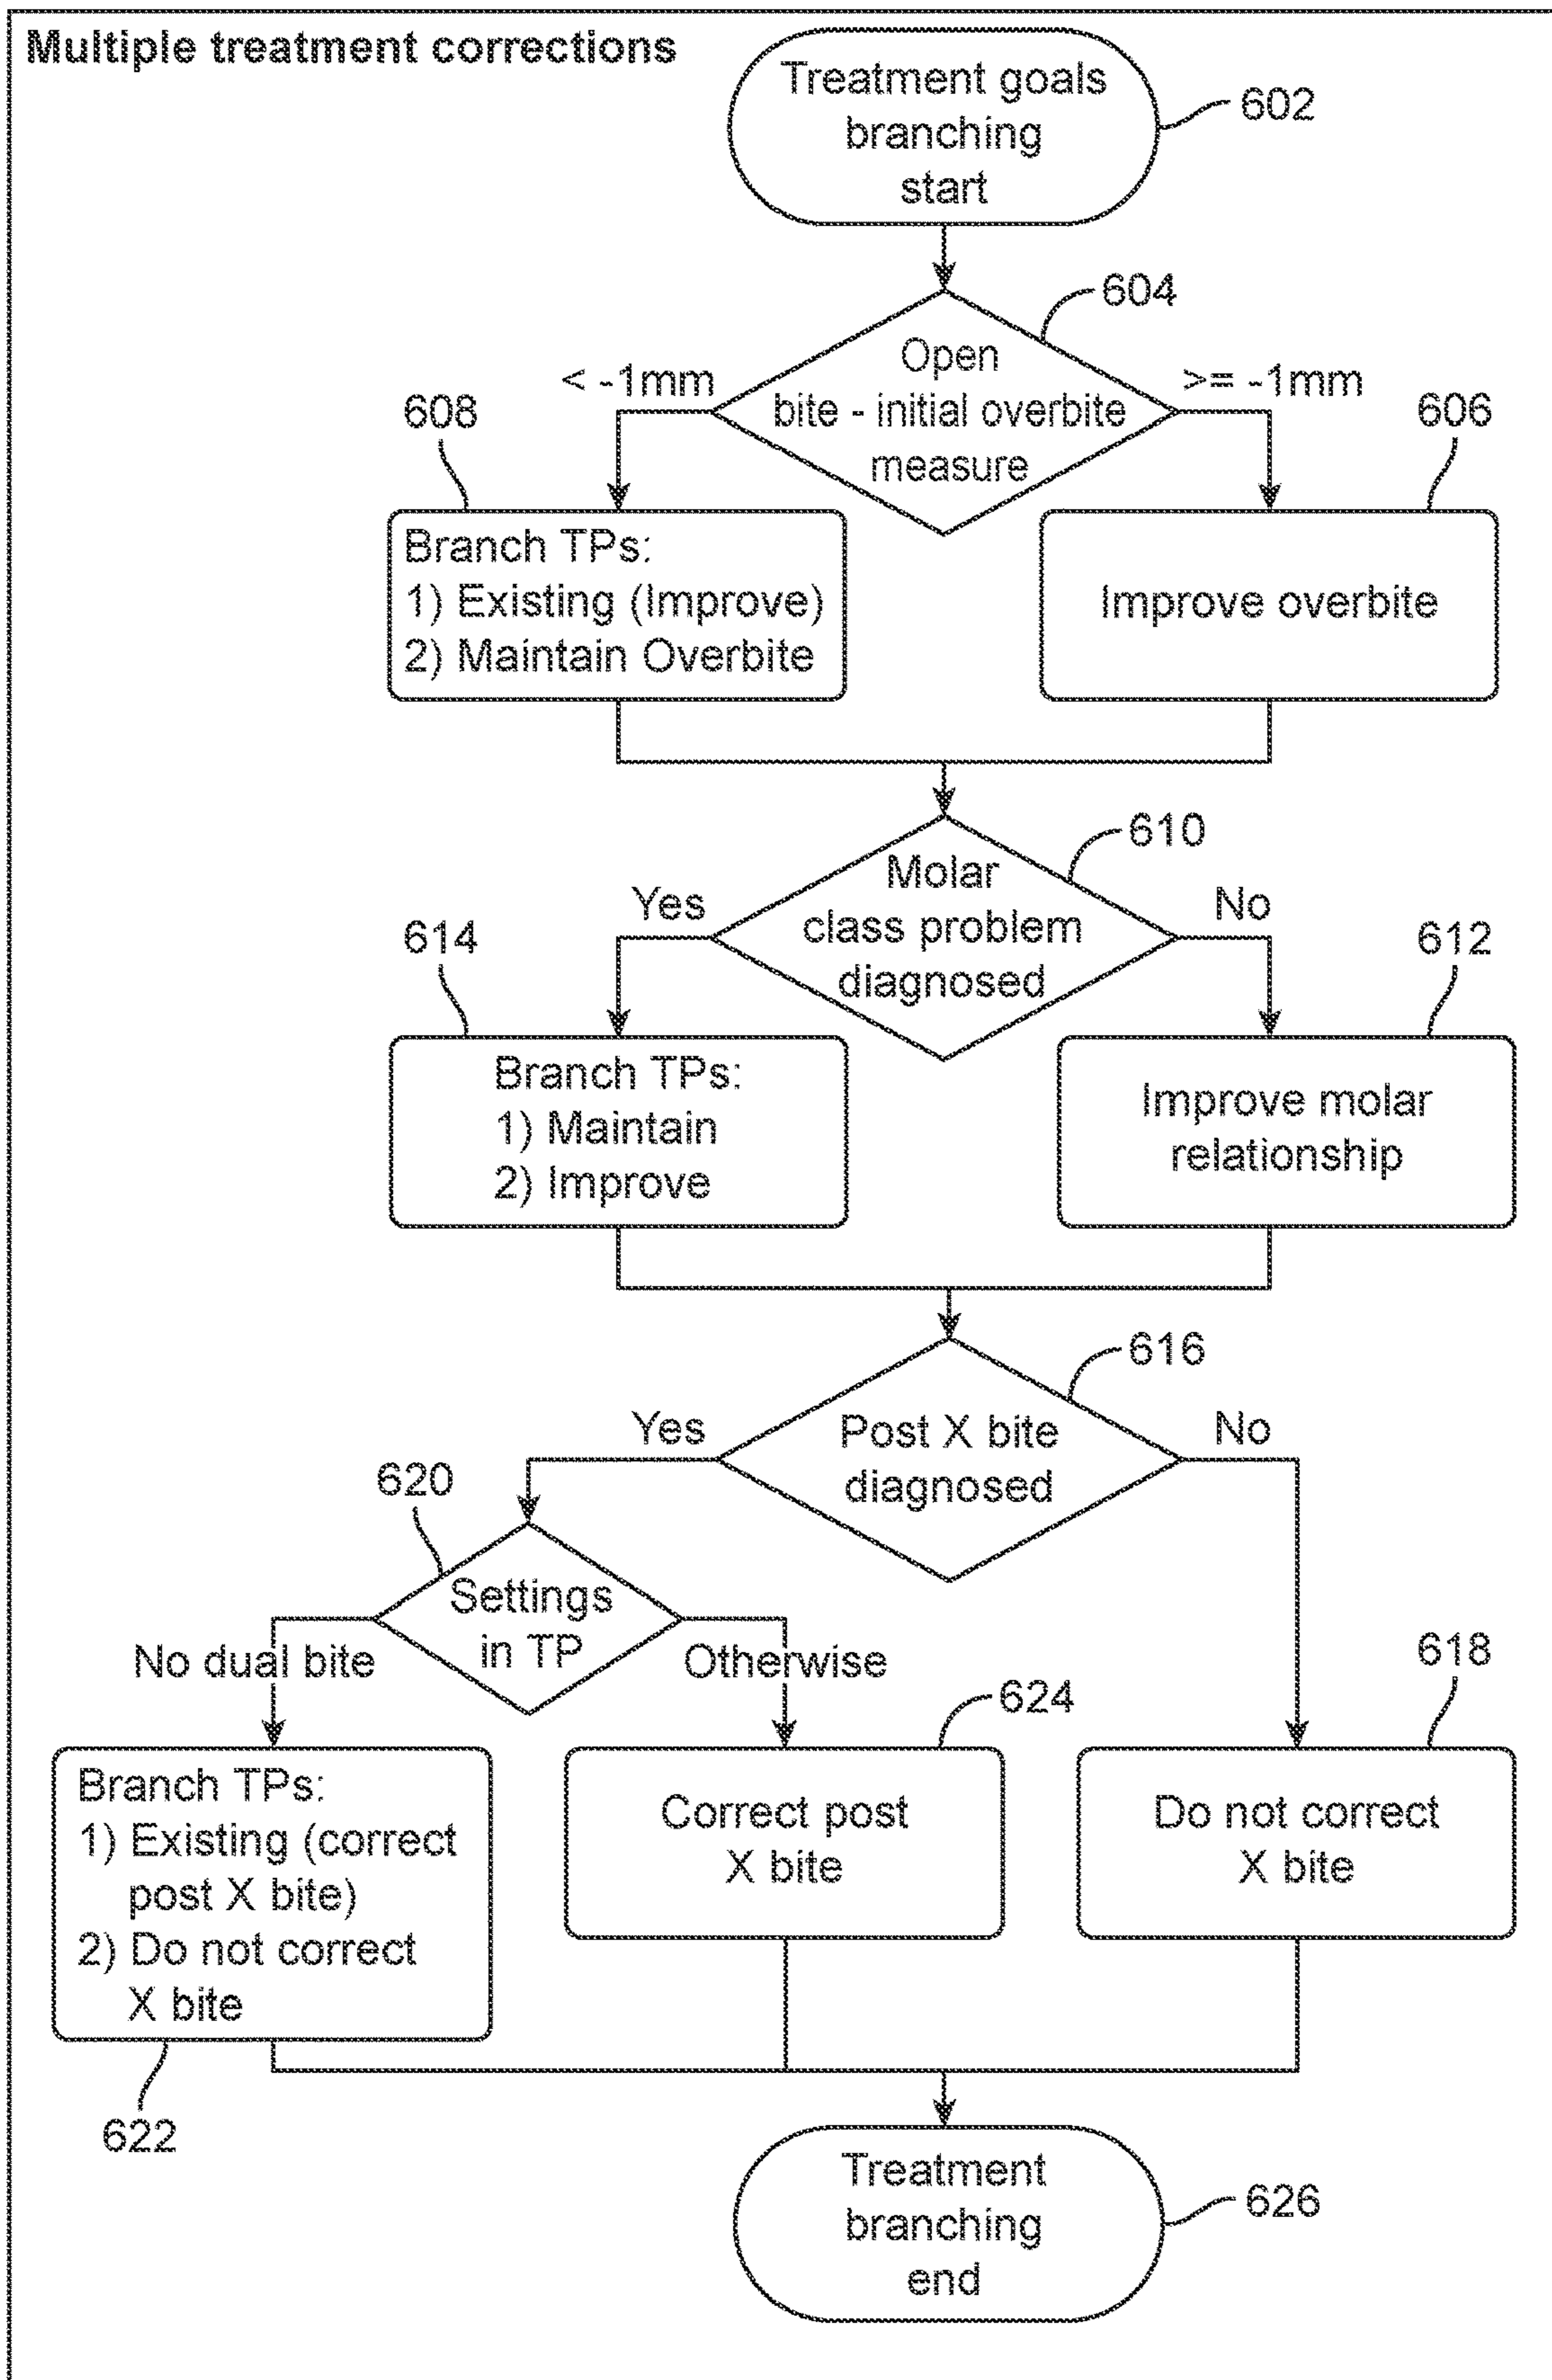 Multiple treatment corrections
Treatment goals
branching
start
602
604
Open
bite - initial overbite
measure
< -1mm
>= -1mm
608
606
Branch TPs:
1) Existing (Improve)
2) Maintain Overbite
Improve overbite
610
Molar
class problem
diagnosed
Yes
No
614
612
Branch TPs:
1) Maintain
2) Improve
Improve molar
relationship
616
Post X bite
diagnosed
Yes
No
620
Settings
in TP
No dual bite
Otherwise
624
618
Branch TPs:
1) Existing (correct
post X bite)
2) Do not correct
X bite
Correct post
X bite
Do not correct
X bite
622
Treatment
branching
end
626